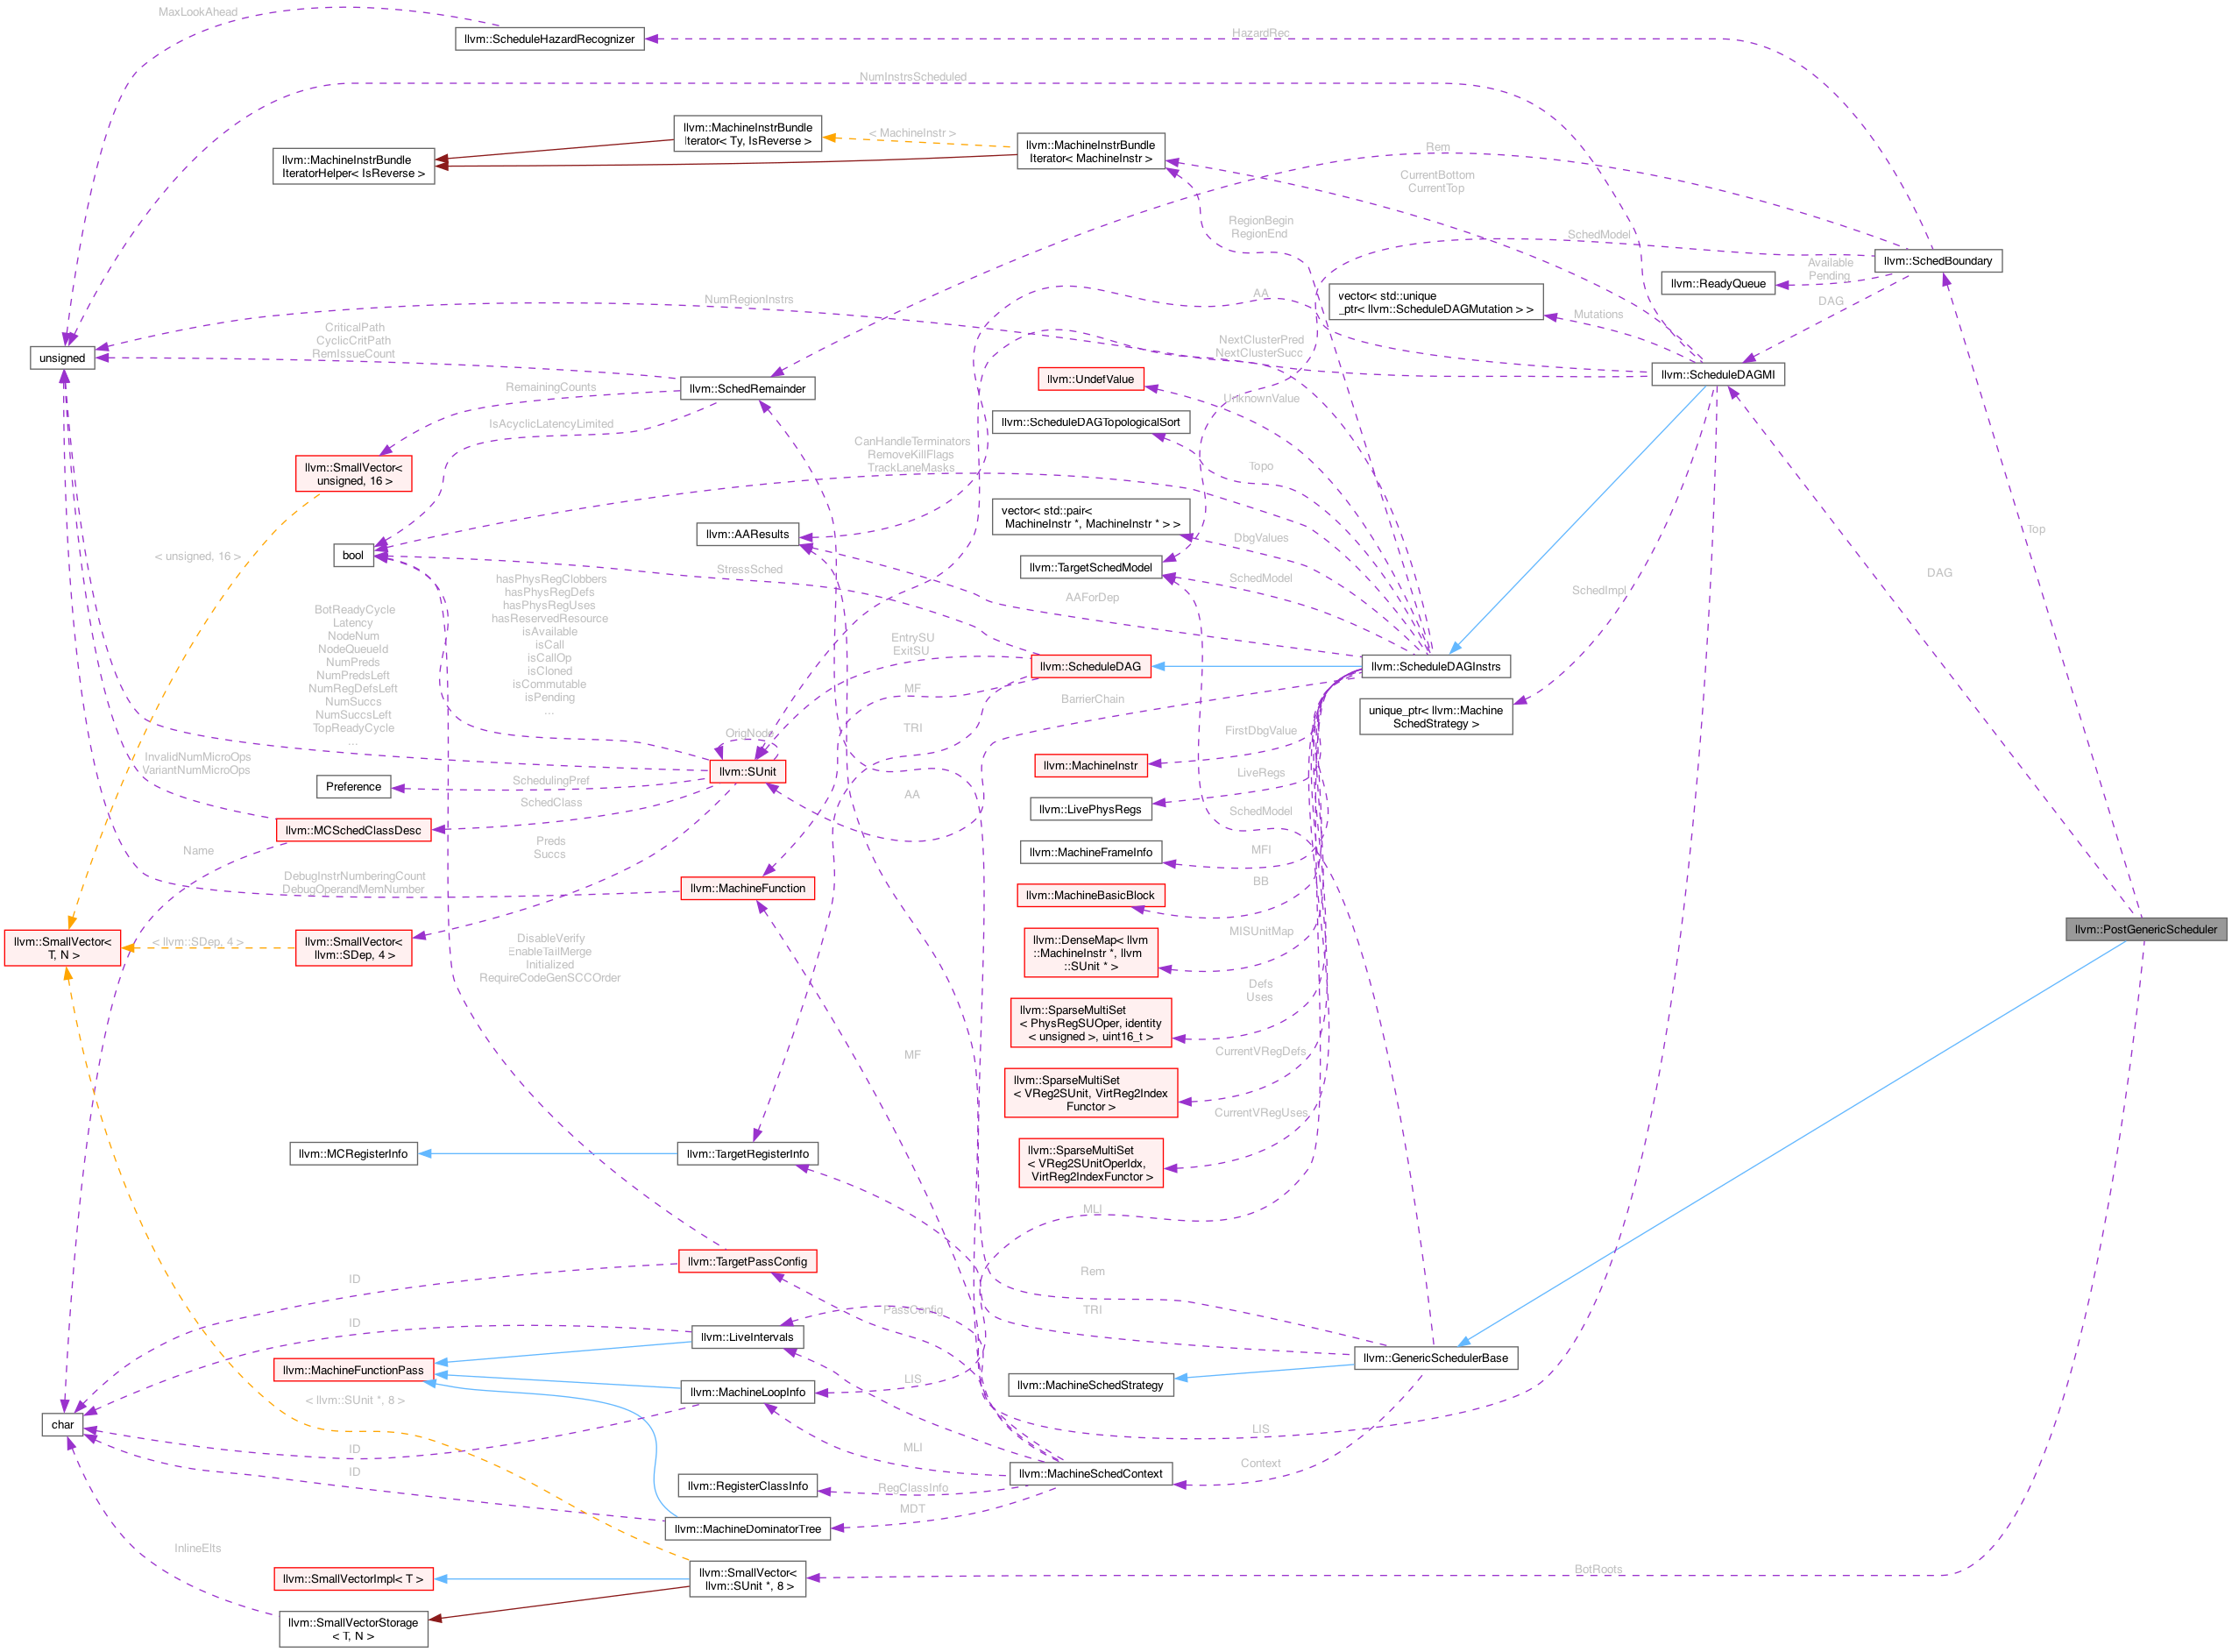 MaxLookAhead
llvm::ScheduleHazardRecognizer
HazardRec
NumInstrsScheduled
llvm::MachineInstrBundle
Iterator< Ty, IsReverse >
< MachineInstr >
llvm::MachineInstrBundle
Iterator< MachineInstr >
llvm::MachineInstrBundle
IteratorHelper< IsReverse >
Rem
CurrentBottom
CurrentTop
RegionBegin
RegionEnd
SchedModel
llvm::SchedBoundary
Available
Pending
llvm::ReadyQueue
AA
vector< std::unique
_ptr< llvm::ScheduleDAGMutation > >
DAG
Mutations
NumRegionInstrs
CriticalPath
CyclicCritPath
RemIssueCount
unsigned
NextClusterPred
NextClusterSucc
llvm::ScheduleDAGMI
llvm::UndefValue
llvm::SchedRemainder
RemainingCounts
UnknownValue
IsAcyclicLatencyLimited
llvm::ScheduleDAGTopologicalSort
CanHandleTerminators
RemoveKillFlags
TrackLaneMasks
Topo
llvm::SmallVector<
unsigned, 16 >
vector< std::pair<
MachineInstr *, MachineInstr * > >
Top
llvm::AAResults
DbgValues
bool
< unsigned, 16 >
StressSched
llvm::TargetSchedModel
SchedModel
DAG
SchedImpl
AAForDep
hasPhysRegClobbers
hasPhysRegDefs
hasPhysRegUses
hasReservedResource
isAvailable
isCall
isCallOp
isCloned
isCommutable
isPending
...
BotReadyCycle
Latency
NodeNum
NodeQueueId
NumPreds
NumPredsLeft
NumRegDefsLeft
NumSuccs
NumSuccsLeft
TopReadyCycle
...
EntrySU
ExitSU
llvm::ScheduleDAG
llvm::ScheduleDAGInstrs
MF
BarrierChain
unique_ptr< llvm::Machine
SchedStrategy >
TRI
OrigNode
FirstDbgValue
InvalidNumMicroOps
VariantNumMicroOps
llvm::SUnit
llvm::MachineInstr
LiveRegs
Preference
SchedulingPref
SchedClass
AA
llvm::LivePhysRegs
SchedModel
llvm::MCSchedClassDesc
Name
Preds
Succs
llvm::MachineFrameInfo
MFI
DebugInstrNumberingCount
DebugOperandMemNumber
llvm::MachineFunction
BB
llvm::MachineBasicBlock
llvm::PostGenericScheduler
llvm::SmallVector<
T, N >
< llvm::SDep, 4 >
llvm::SmallVector<
llvm::SDep, 4 >
DisableVerify
EnableTailMerge
Initialized
RequireCodeGenSCCOrder
MISUnitMap
llvm::DenseMap< llvm
::MachineInstr *, llvm
::SUnit * >
Defs
Uses
llvm::SparseMultiSet
< PhysRegSUOper, identity
< unsigned >, uint16_t >
MF
CurrentVRegDefs
llvm::SparseMultiSet
< VReg2SUnit, VirtReg2Index
Functor >
CurrentVRegUses
llvm::SparseMultiSet
< VReg2SUnitOperIdx,
VirtReg2IndexFunctor >
llvm::MCRegisterInfo
llvm::TargetRegisterInfo
MLI
llvm::TargetPassConfig
ID
Rem
PassConfig
TRI
ID
llvm::LiveIntervals
llvm::GenericSchedulerBase
llvm::MachineFunctionPass
LIS
llvm::MachineSchedStrategy
< llvm::SUnit *, 8 >
llvm::MachineLoopInfo
char
ID
MLI
LIS
Context
ID
llvm::MachineSchedContext
llvm::RegisterClassInfo
RegClassInfo
MDT
llvm::MachineDominatorTree
InlineElts
BotRoots
llvm::SmallVectorImpl< T >
llvm::SmallVector<
llvm::SUnit *, 8 >
llvm::SmallVectorStorage
< T, N >